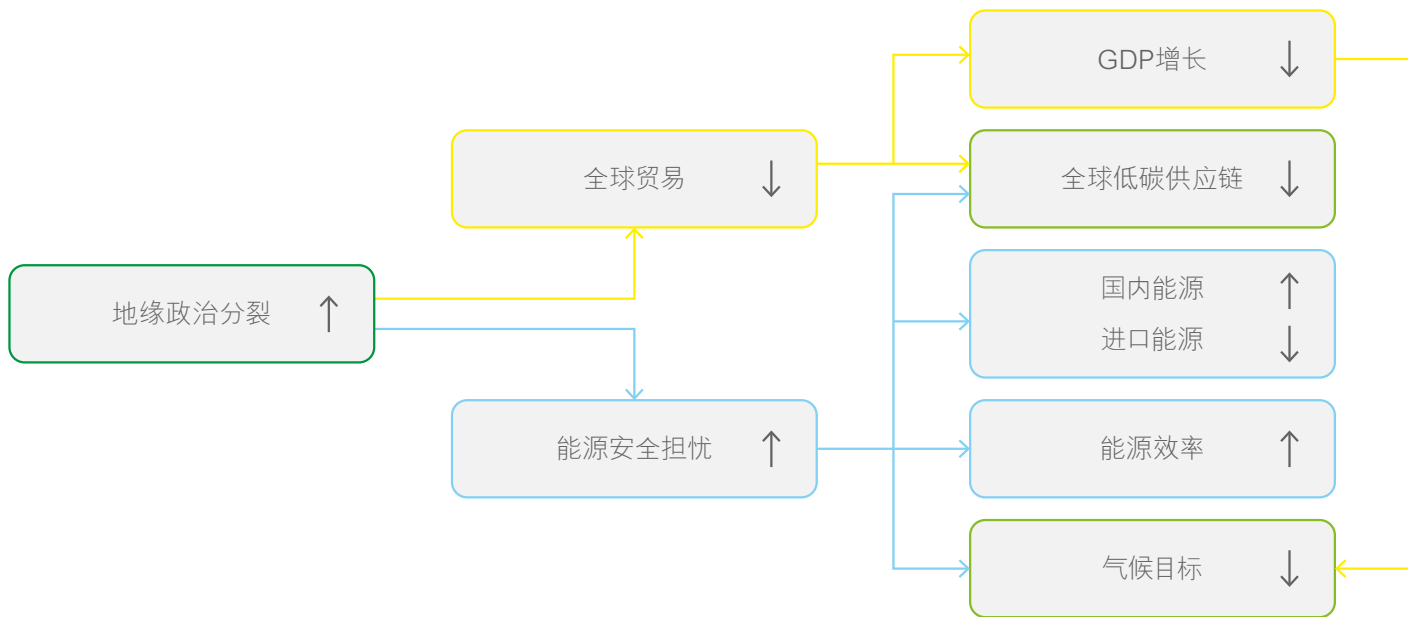 GDP增长
全球贸易
全球低碳供应链
地缘政治分裂
国内能源
进口能源
能源安全担忧
能源效率
气候目标